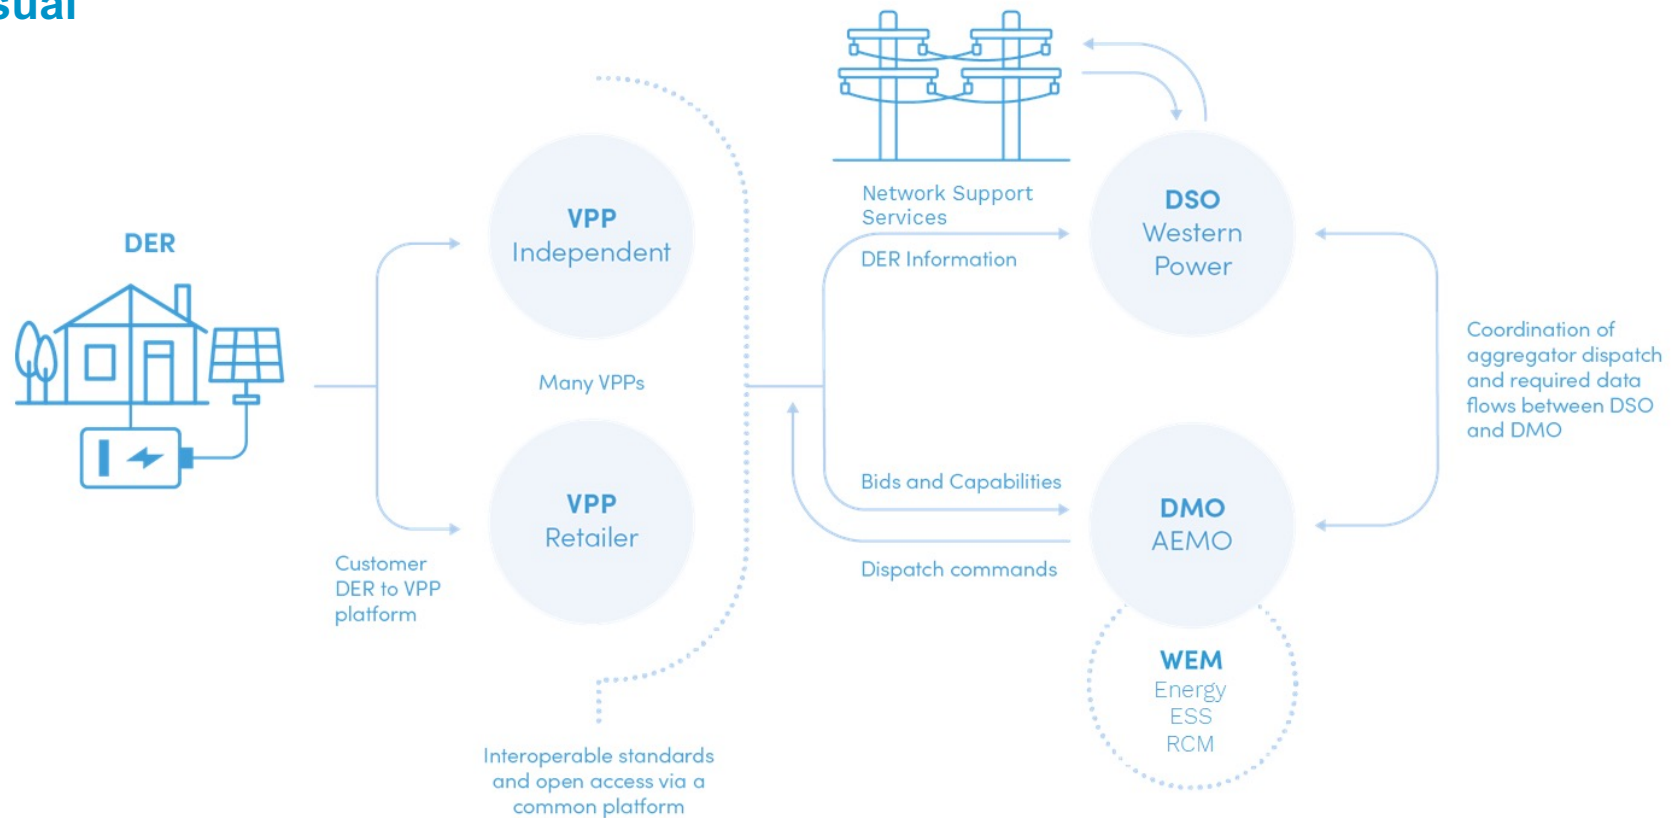 DER
Customer
DER to VPP
platform
VPP
Independent
Many VPPs
VPP
Retailer
Interoperable standards
and open access via a
common platform
Network Support
Services
DER Information
Bids and Capabilities
Dispatch commands
DSO
Western
Power
DMO
AEMO
WEM
Energy
ESS
RCM
Coordination of
aggregator dispatch
and required data
flows between DSO
and DMO